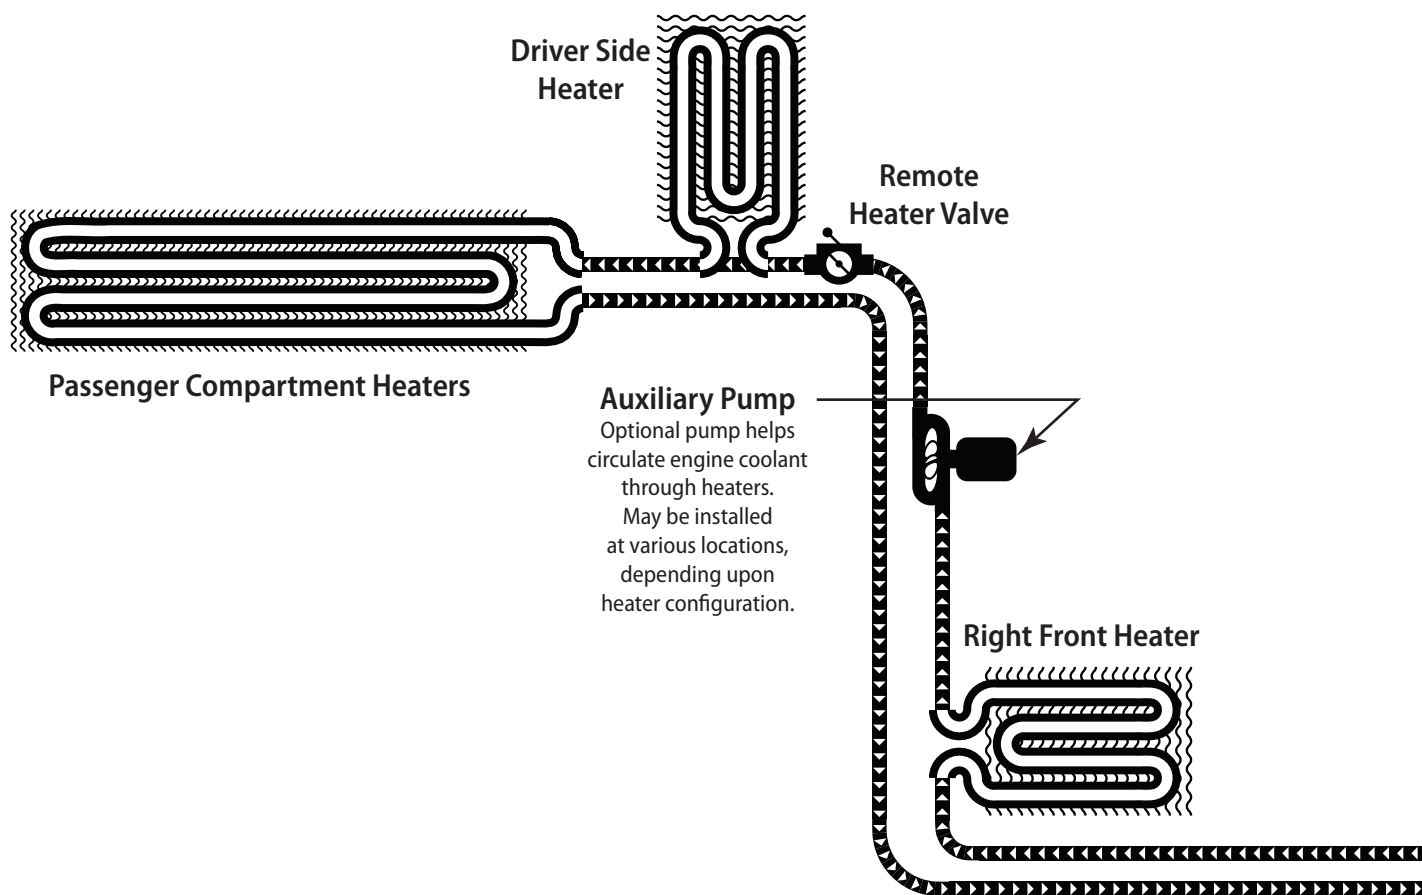 Driver Side
Heater
Remote
Heater Valve
Passenger Compartment Heaters
Auxiliary Pump
Optional pump helps
circulate engine coolant
through heaters.
May be installed
at various locations,
depending upon
heater configuration.
Right Front Heater